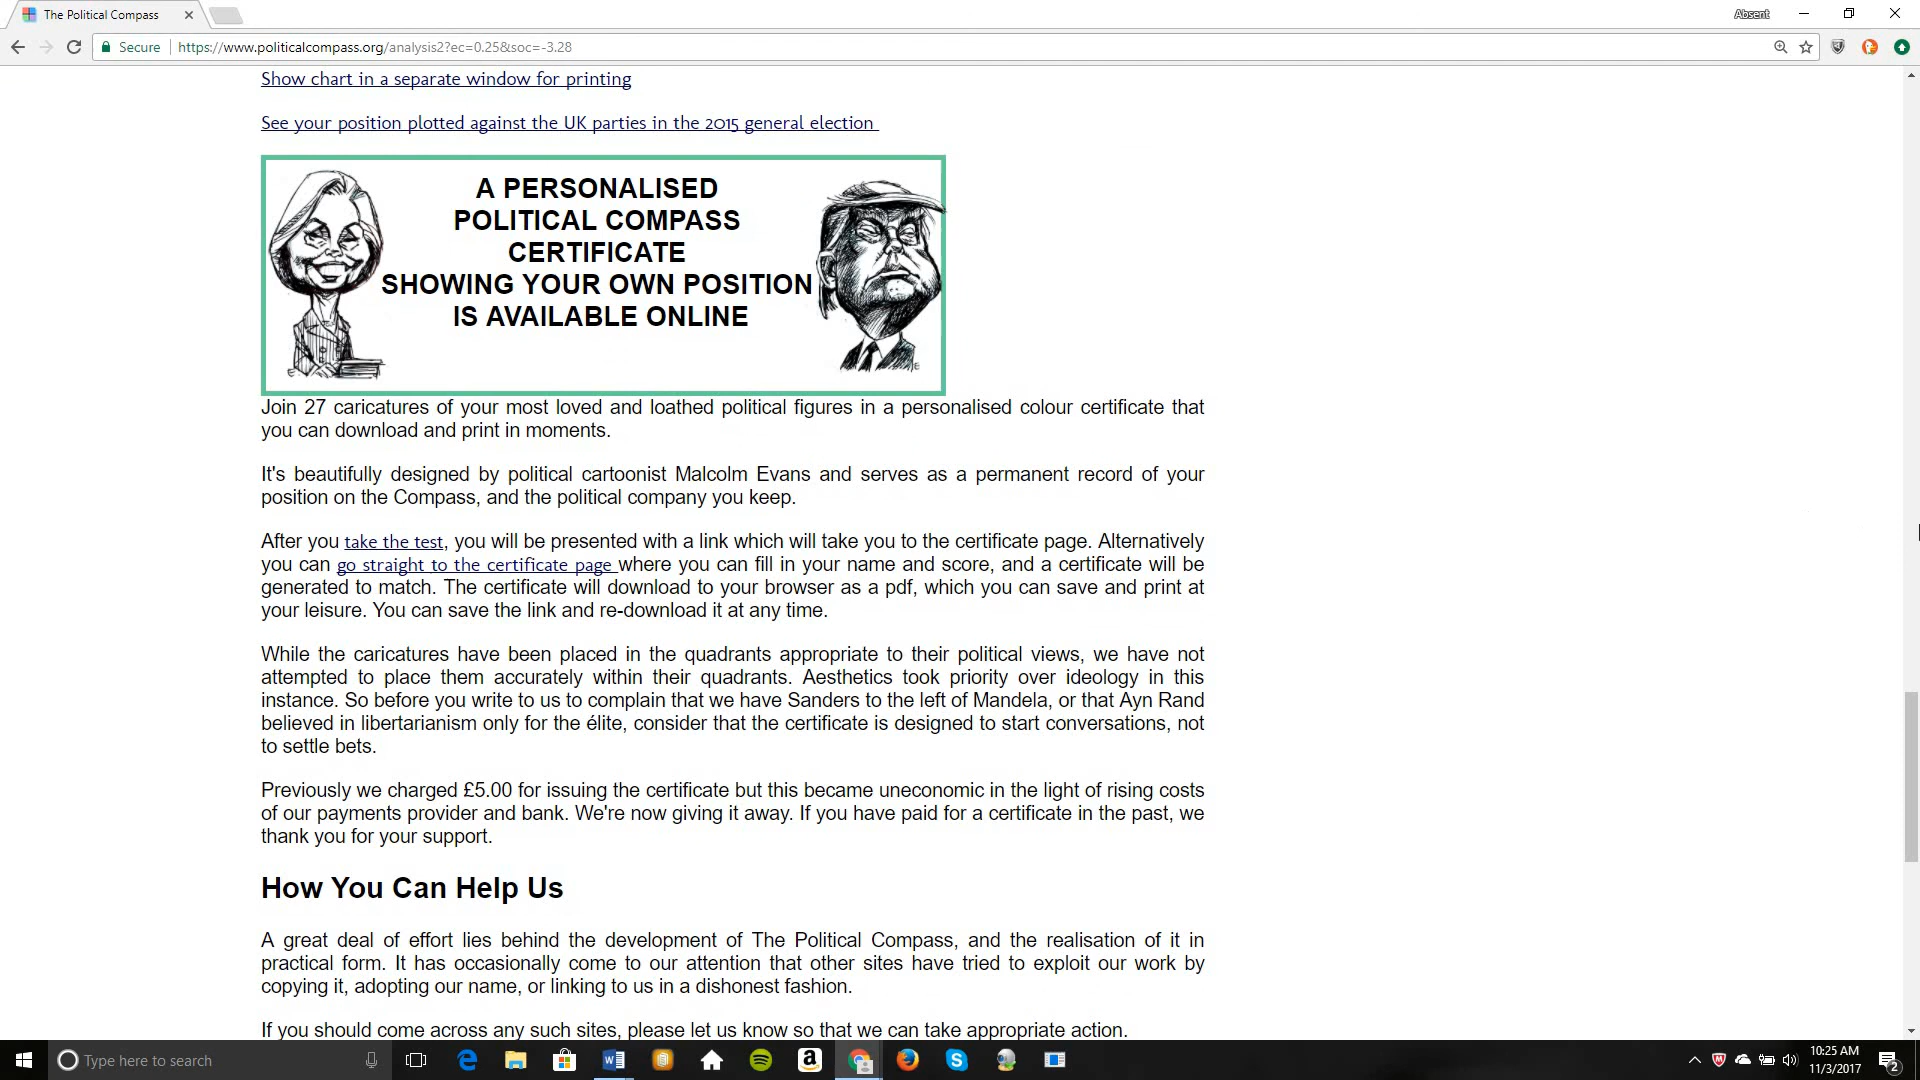 The Political Compass
Absent
Secure
https://www.politicalcompass.org/analysis2?ec=0.25&soc=-3.28
Show chart in a separate window for printing
See your position plotted against the UK parties in the 2015 general election
A PERSONALISED
POLITICAL COMPASS
CERTIFICATE
SHOWING YOUR OWN POSITION
IS AVAILABLE ONLINE
Join 27 caricatures of your most loved and loathed political figures in a personalised colour certificate that
you can download and print in moments.
It's beautifully designed by political cartoonist Malcolm Evans and serves as a permanent record of your
position on the Compass, and the political company you keep.
After you take the test, you will be presented with a link which will take you to the certificate page. Alternatively
you can go straight to the certificate page where you can fill in your name and score, and a certificate will be
generated to match. The certificate will download to your browser as a pdf, which you can save and print at
your leisure. You can save the link and re-download it at any time.
While the caricatures have been placed in the quadrants appropriate to their political views, we have not
attempted to place them accurately within their quadrants. Aesthetics took priority over ideology in this
instance. So before you write to us to complain that we have Sanders to the left of Mandela, or that Ayn Rand
believed in libertarianism only for the élite, consider that the certificate is designed to start conversations, not
to settle bets.
Previously we charged £5.00 for issuing the certificate but this became uneconomic in the light of rising costs
of our payments provider and bank. We're now giving it away. If you have paid for a certificate in the past, we
thank you for your support.
How You Can Help Us
A great deal of effort lies behind the development of The Political Compass, and the realisation of it in
practical form. It has occasionally come to our attention that other sites have tried to exploit our work by
copying it, adopting our name, or linking to us in a dishonest fashion.
If you should come across any such sites, please let us know so that we can take appropriate action.
Type here to search
10:25 AM
11/3/2017
2